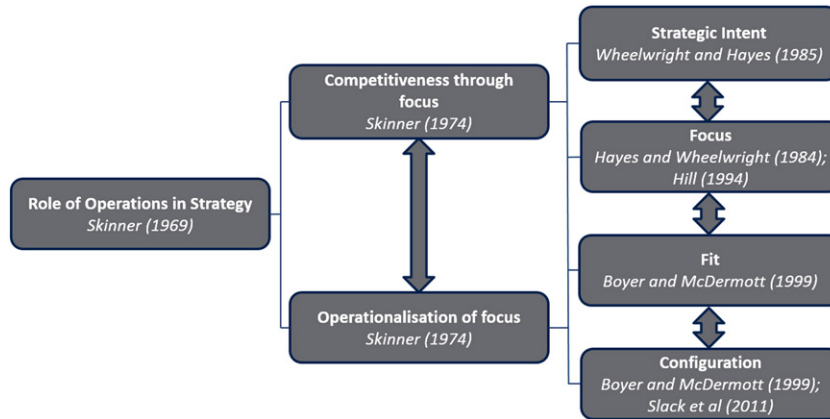 Role of Operations in Strategy
Skinner (1969)
Competitiveness through
focus
Skinner (1974)
Operationalisation of focus
Skinner (1974)
Strategic Intent
Wheelwright and Hayes (1985)
Focus
Hayes and Wheelwright (1984);
Hill (1994)
Fit
Boyer and McDermott (1999)
Configuration
Boyer and McDermott (1999);
Slack et al (2011)